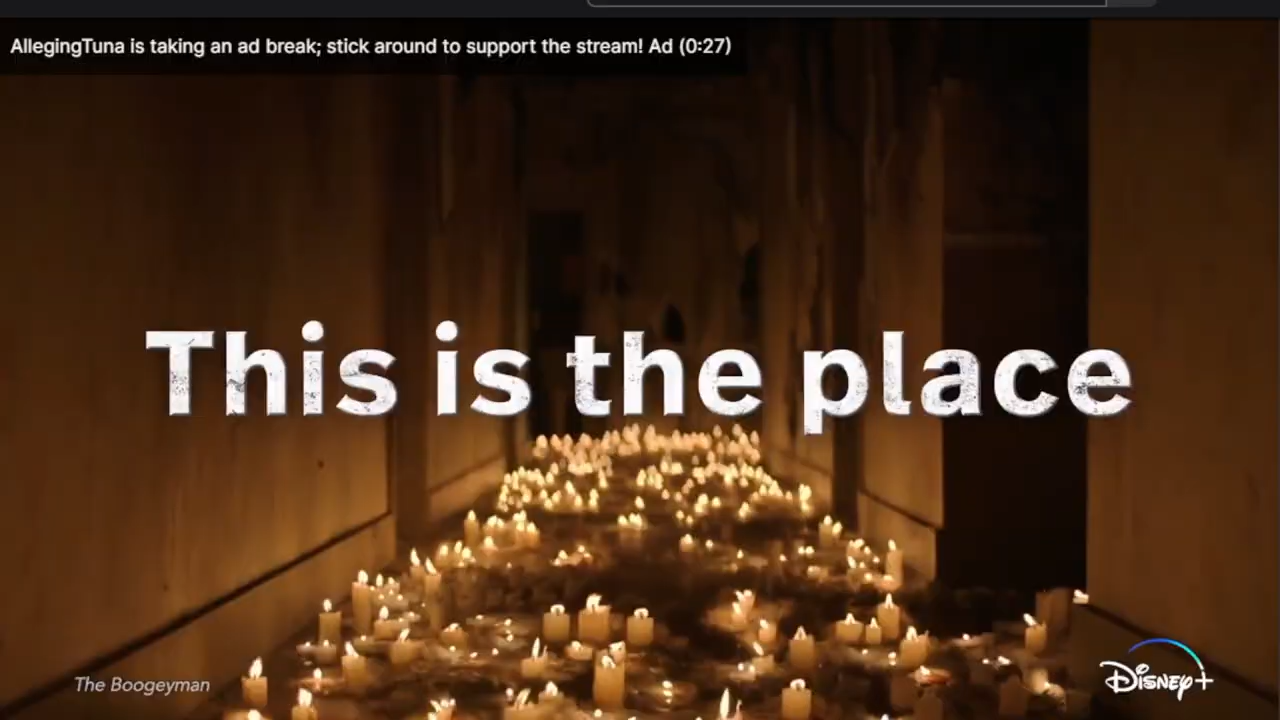 AllegingTuna is taking an ad break; stick around to support the stream! Ad (0:27)
This is the place
The Boogeyman
Disney+